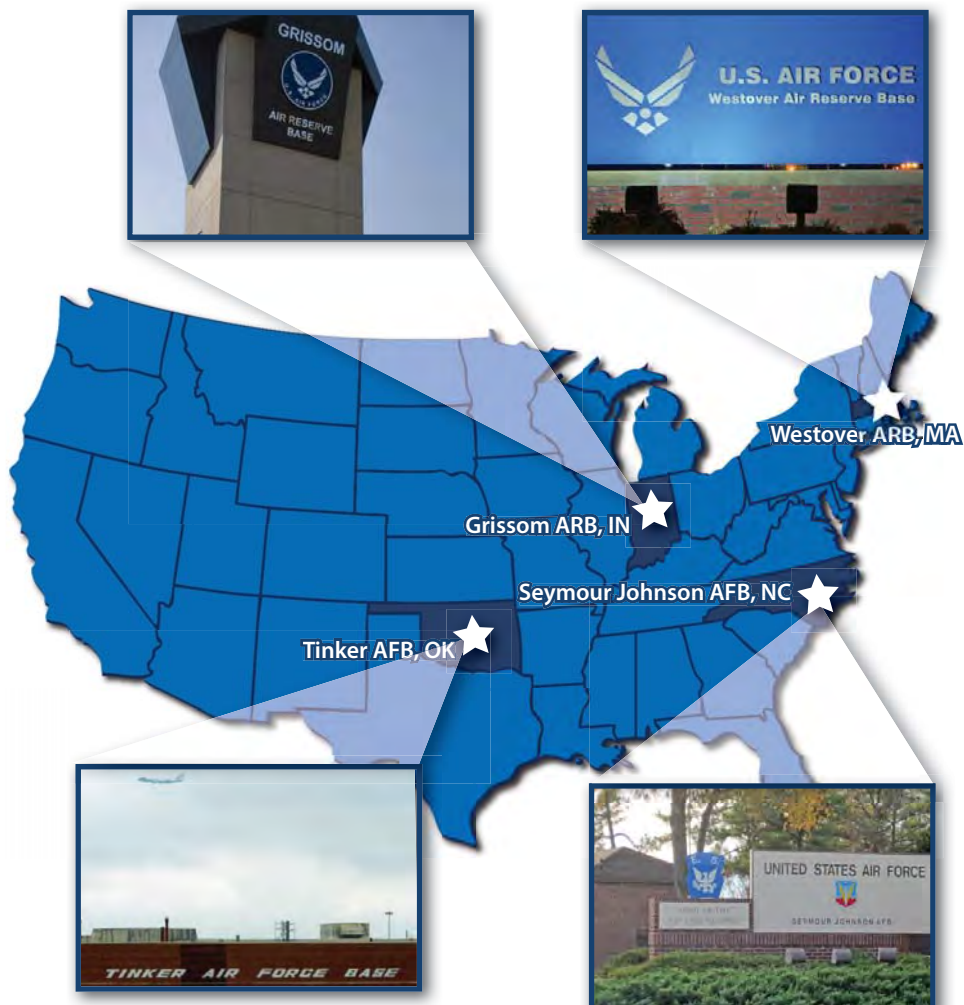 GRISSOM
U.S. AIR FORCE
AIR RESERVE
BASE
U.S. AIR FORCE
Westover Air Reserve Base
Westover ARB, MA
Grissom ARB, IN
Seymour Johnson AFB, NC
Tinker AFB, OK
TINKER AIR FORCE BASE
UNITED STATES AIR FORCE
SEYMOUR JOHNSON AFB